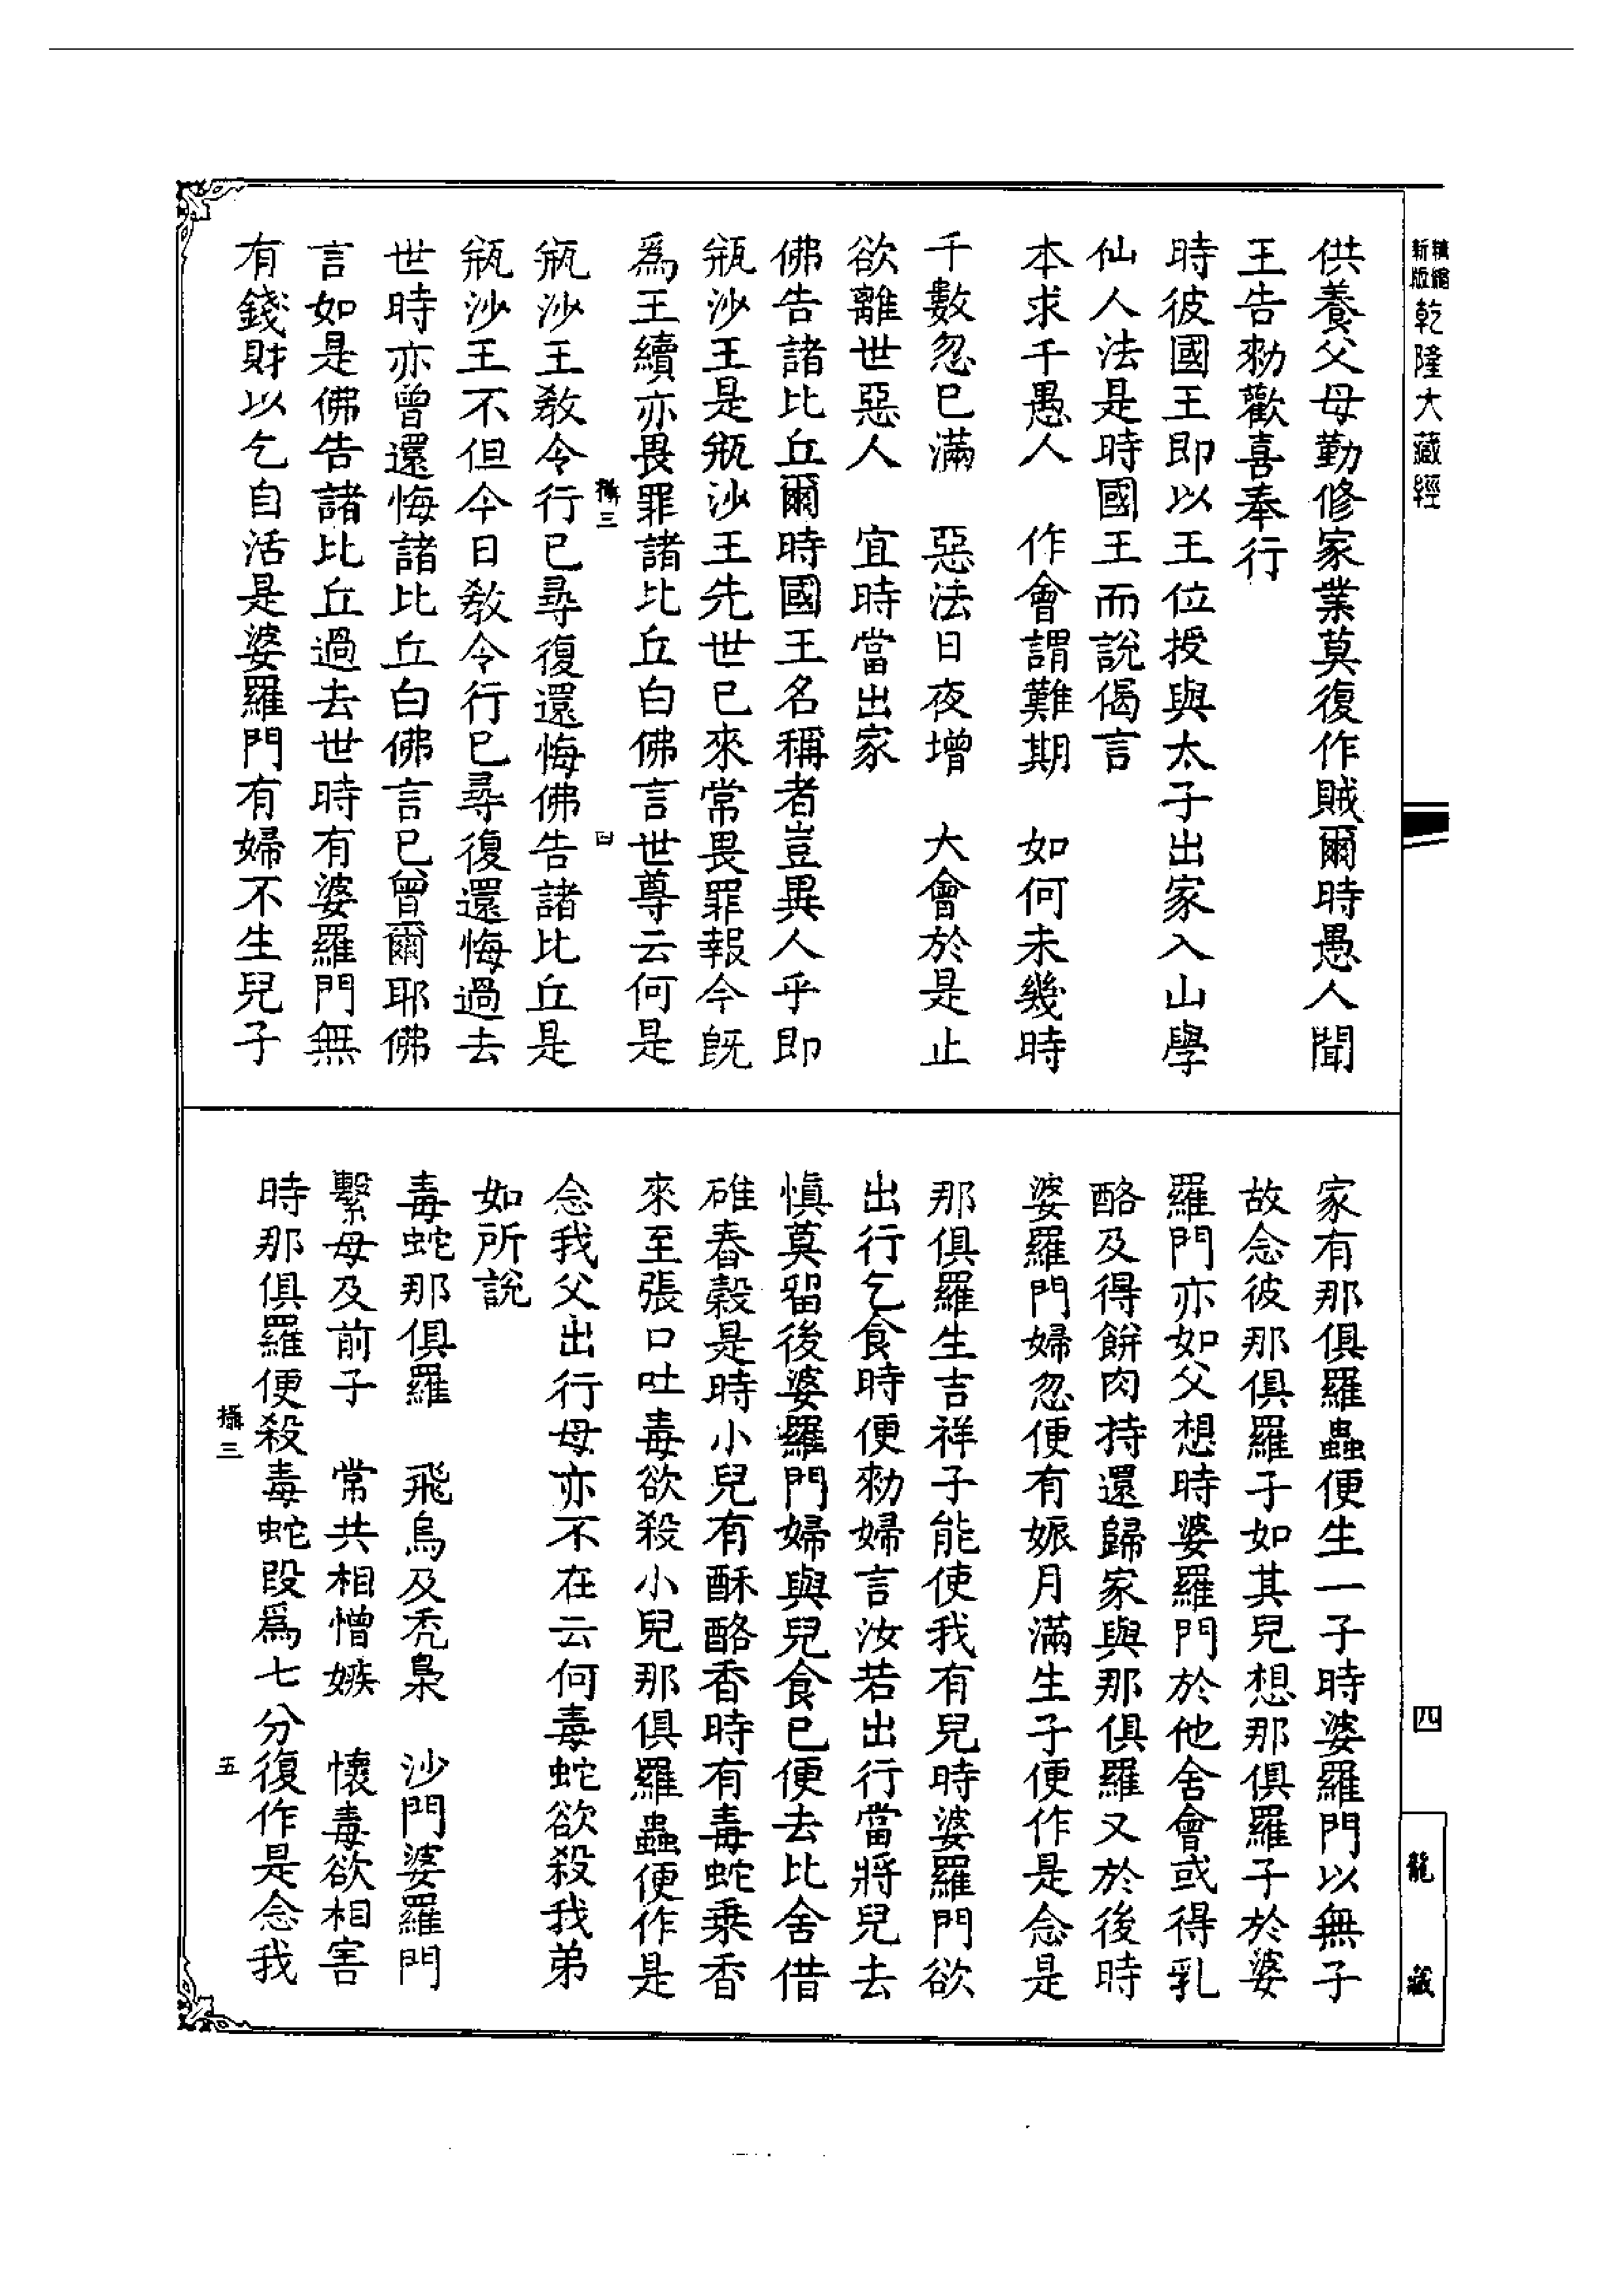 精縮新版乾隆大藏經
供養父母勤修家業莫復作賊爾時愚人聞
王告勑歡喜奉行
時彼國王即以王位授與太子出家入山學
仙人法是時國王而說偈言
本求千愚人　作會謂難期　如何未幾時
千數忽已滿　惡法日夜增　大會於是止
欲離世惡人　宜時當出家
佛告諸比丘爾時國王名稱者豈異人乎即
瓶沙王是瓶沙王先世已來常畏罪報今既
為王續亦畏罪諸比丘白佛言世尊云何是
攝三　四
瓶沙王教令行已尋復還悔佛告諸比丘是
瓶沙王不但今日教令行已尋復還悔過去
世時亦曾還悔諸比丘白佛言已曾爾耶佛
言如是佛告諸比丘過去世時有婆羅門無
有錢財以乞自活是婆羅門有婦不生兒子
家有那俱羅蟲便生一子時婆羅門以無子
故念彼那俱羅子如其兒想那俱羅子於婆
羅門亦如父想時婆羅門於他舍會或得乳
酪及得餅肉持還歸家與那俱羅又於後時
婆羅門婦忽便有娠月滿生子便作是念是
那俱羅生吉祥子能使我有兒時婆羅門欲
出行乞食時便勑婦言汝若出行當將兒去
慎莫留後婆羅門婦與兒食已便去比舍借
碓舂穀是時小兒有酥酪香時有毒蛇乘香
來至張口吐毒欲殺小兒那俱羅蟲便作是
念我父出行母亦不在云何毒蛇欲殺我弟
如所說
毒蛇那俱羅　飛鳥及禿梟　沙門婆羅門
繫母及前子　常共相憎嫉　懷毒欲相害
時那俱羅便殺毒蛇段為七分復作是念我
攝三　五
四
龍藏